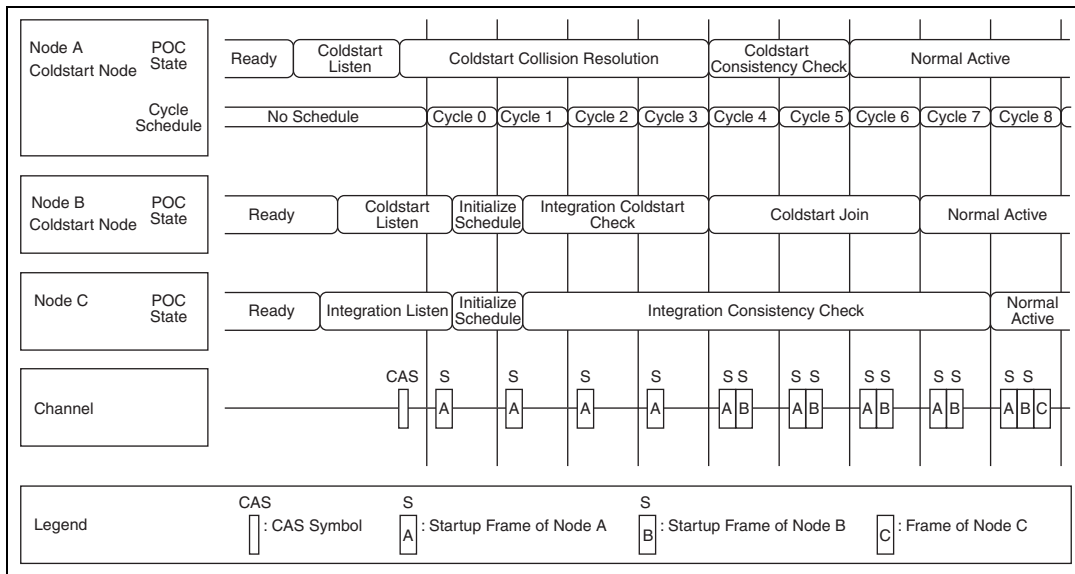 Node A
Coldstart Node
POC
State
Ready
Coldstart
Listen
Coldstart Collision Resolution
Coldstart
Consistency Check
Normal Active
Cycle
Schedule
No Schedule
Cycle 0
Cycle 1
Cycle 2
Cycle 3
Cycle 4
Cycle 5
Cycle 6
Cycle 7
Cycle 8
Node B
Coldstart Node
POC
State
Ready
Coldstart
Listen
Initialize
Schedule
Integration Coldstart
Check
Coldstart Join
Normal Active
Node C
POC
State
Ready
Integration Listen
Initialize
Schedule
Integration Consistency Check
Normal
Active
Channel
CAS S S S S S S S S S S S S S S
A A A A A B A B A B A B A B C
Legend
CAS
: CAS Symbol
S
A : Startup Frame of Node A
S
B : Startup Frame of Node B
C : Frame of Node C